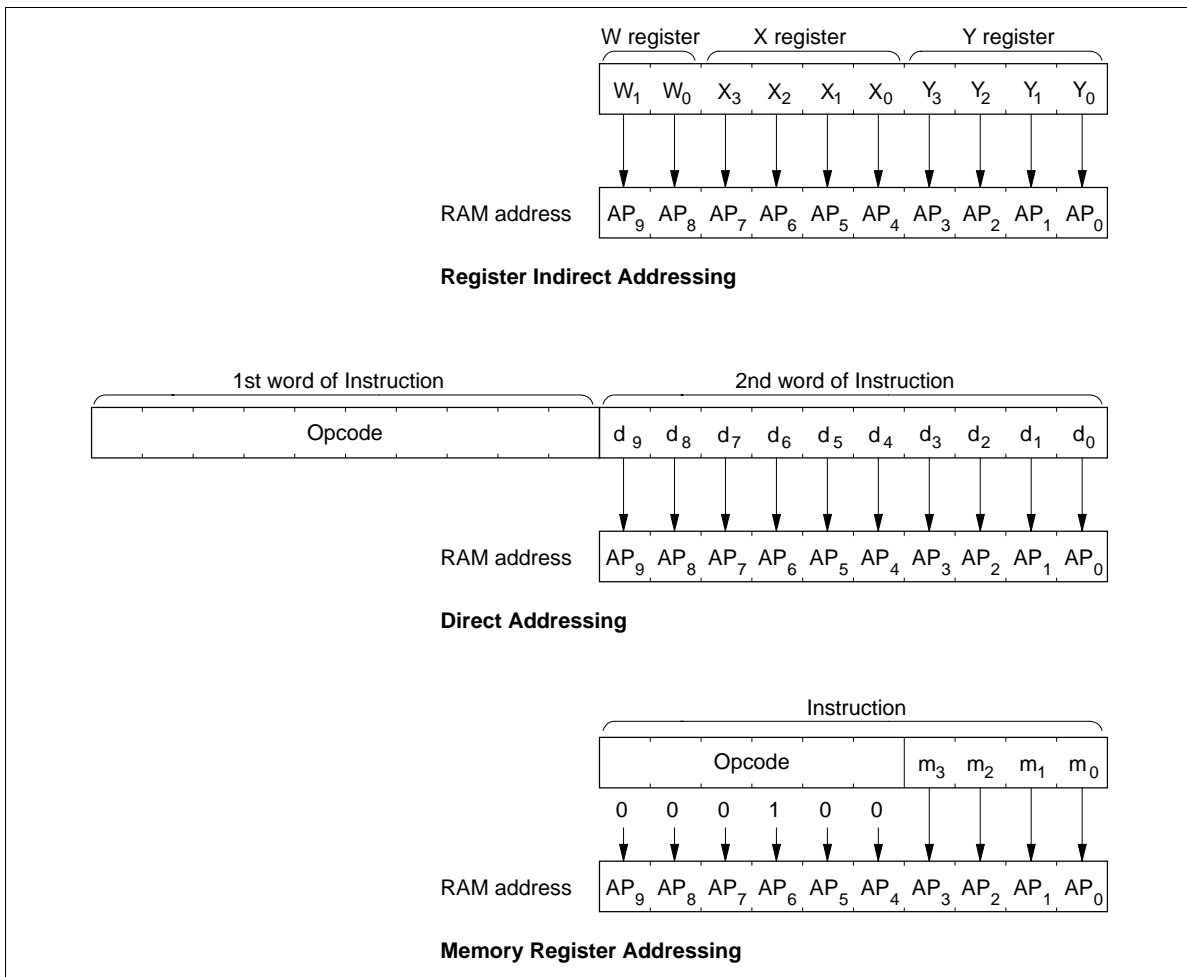 W register X register Y register
W1 W0 X3 X2 X1 X0 Y3 Y2 Y1 Y0
RAM address AP9 AP8 AP7 AP6 AP5 AP4 AP3 AP2 AP1 AP0
Register Indirect Addressing
1st word of Instruction 2nd word of Instruction
Opcode d9 d8 d7 d6 d5 d4 d3 d2 d1 d0
RAM address AP9 AP8 AP7 AP6 AP5 AP4 AP3 AP2 AP1 AP0
Direct Addressing
Instruction
Opcode m3 m2 m1 m0
0 0 0 1 0 0
RAM address AP9 AP8 AP7 AP6 AP5 AP4 AP3 AP2 AP1 AP0
Memory Register Addressing